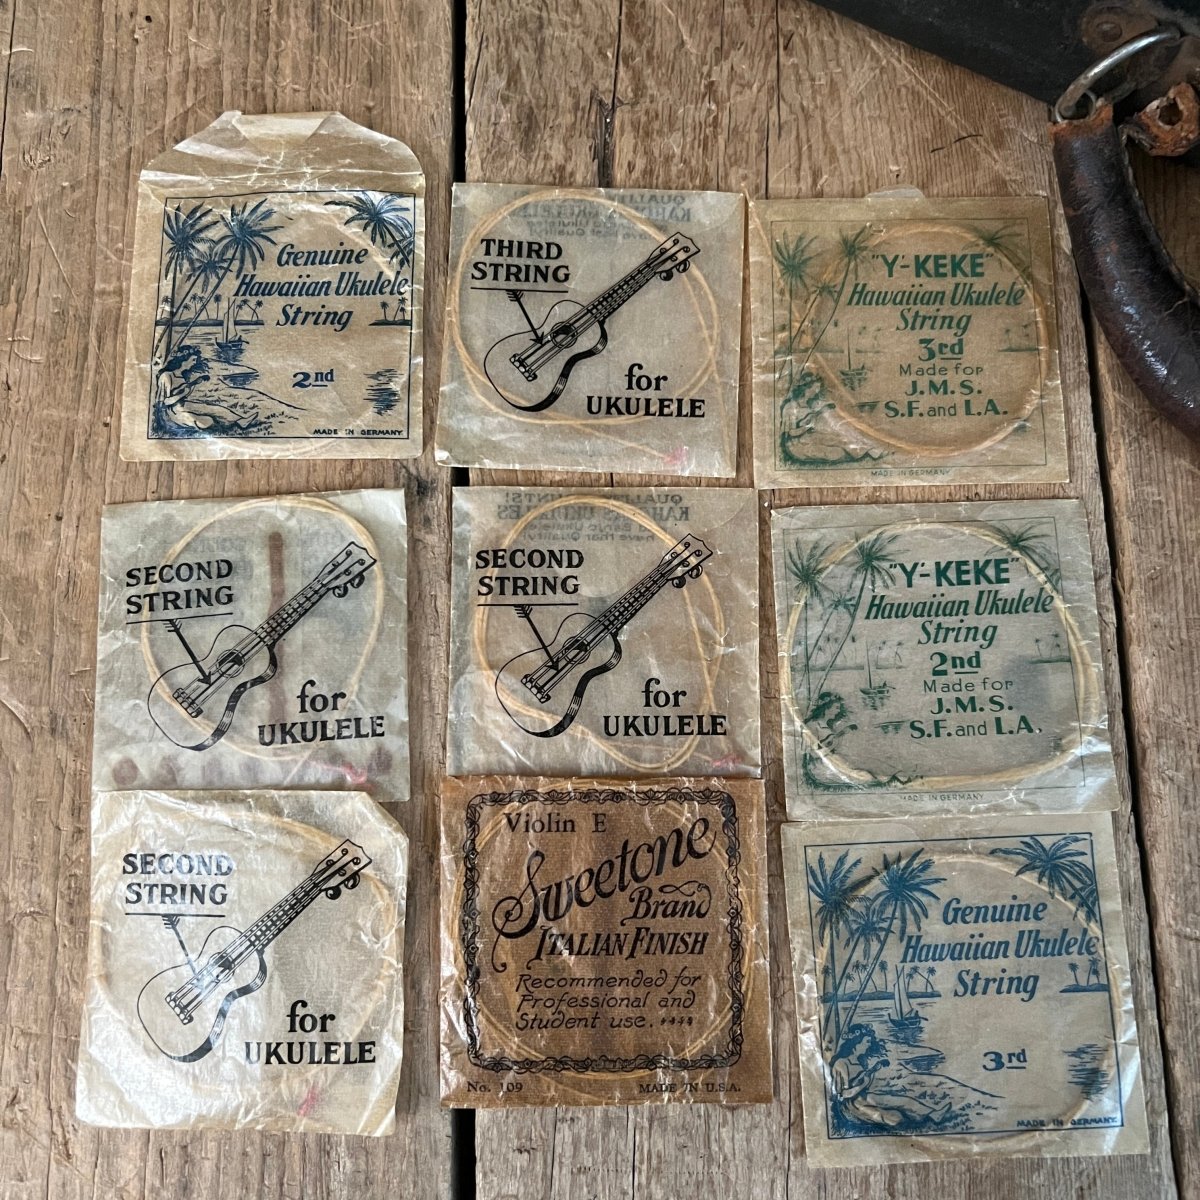 Genuine
Hawaiian Ukulele
String
2nd
MADE IN GERMANY.
THIRD
STRING
for
UKULELE
"Y-KEKE"
Hawaiian Ukulele
String
3rd
Made for
J.M.S.
S.F. and L.A.
MADE IN GERMANY
SECOND
STRING
for
UKULELE
SECOND
STRING
for
UKULELE
"Y-KEKE"
Hawaiian Ukulele
String
2nd
Made for
J.M.S.
S.F. and L.A.
MADE IN GERMANY
SECOND
STRING
for
UKULELE
Violin E
Sweetone
Brand
ITALIAN FINISH
Recommended for
Professional and
Student use.
No. 109 MADE IN U.S.A.
Genuine
Hawaiian Ukulele
String
3rd
MADE IN GERMANY.